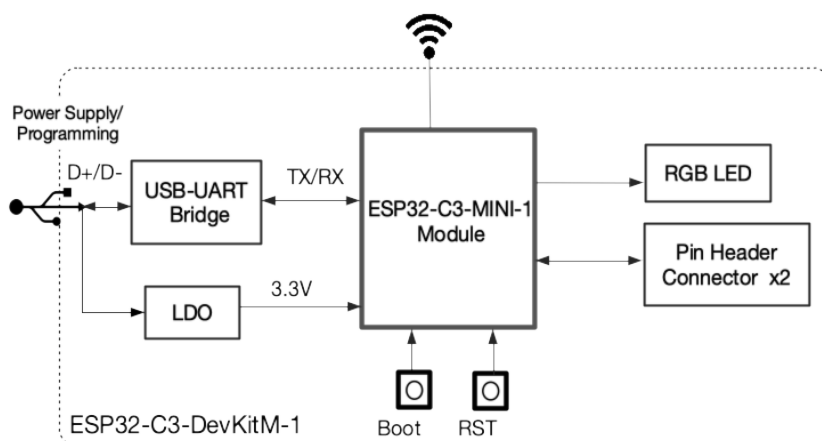 Power Supply/
Programming
D+/D-
USB-UART
Bridge
TX/RX
ESP32-C3-MINI-1
Module
RGB LED
Pin Header
Connector x2
LDO
3.3V
Boot
RST
ESP32-C3-DevKitM-1